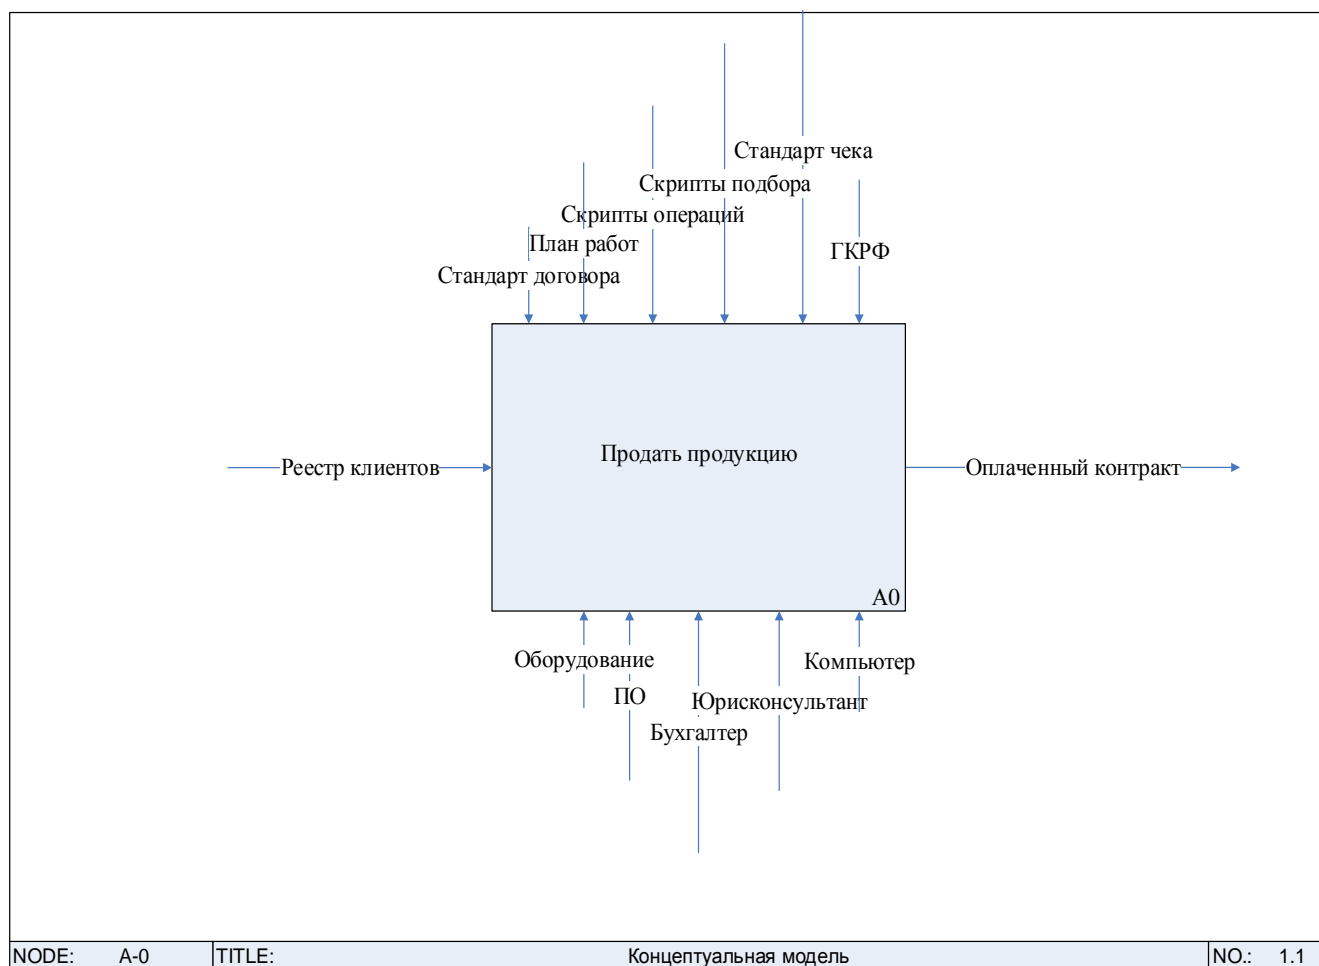 Стандарт чека
Скрипты подбора
Скрипты операций
План работ
ГКРФ
Стандарт договора
Продать продукцию
Реестр клиентов
Оплаченный контракт
A0
Оборудование
Компьютер
ПО
Юрисконсультант
Бухгалтер
NODE: A-0 TITLE: Концептуальная модель NO.: 1.1